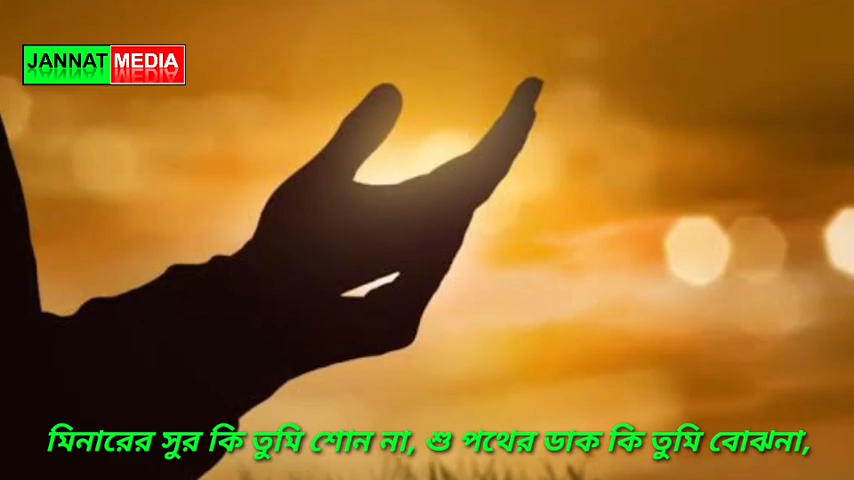 JANNAT MEDIA
মিনারের সুর কি তুমি শোন না, শু পথের ডাক কি তুমি বোঝনা,